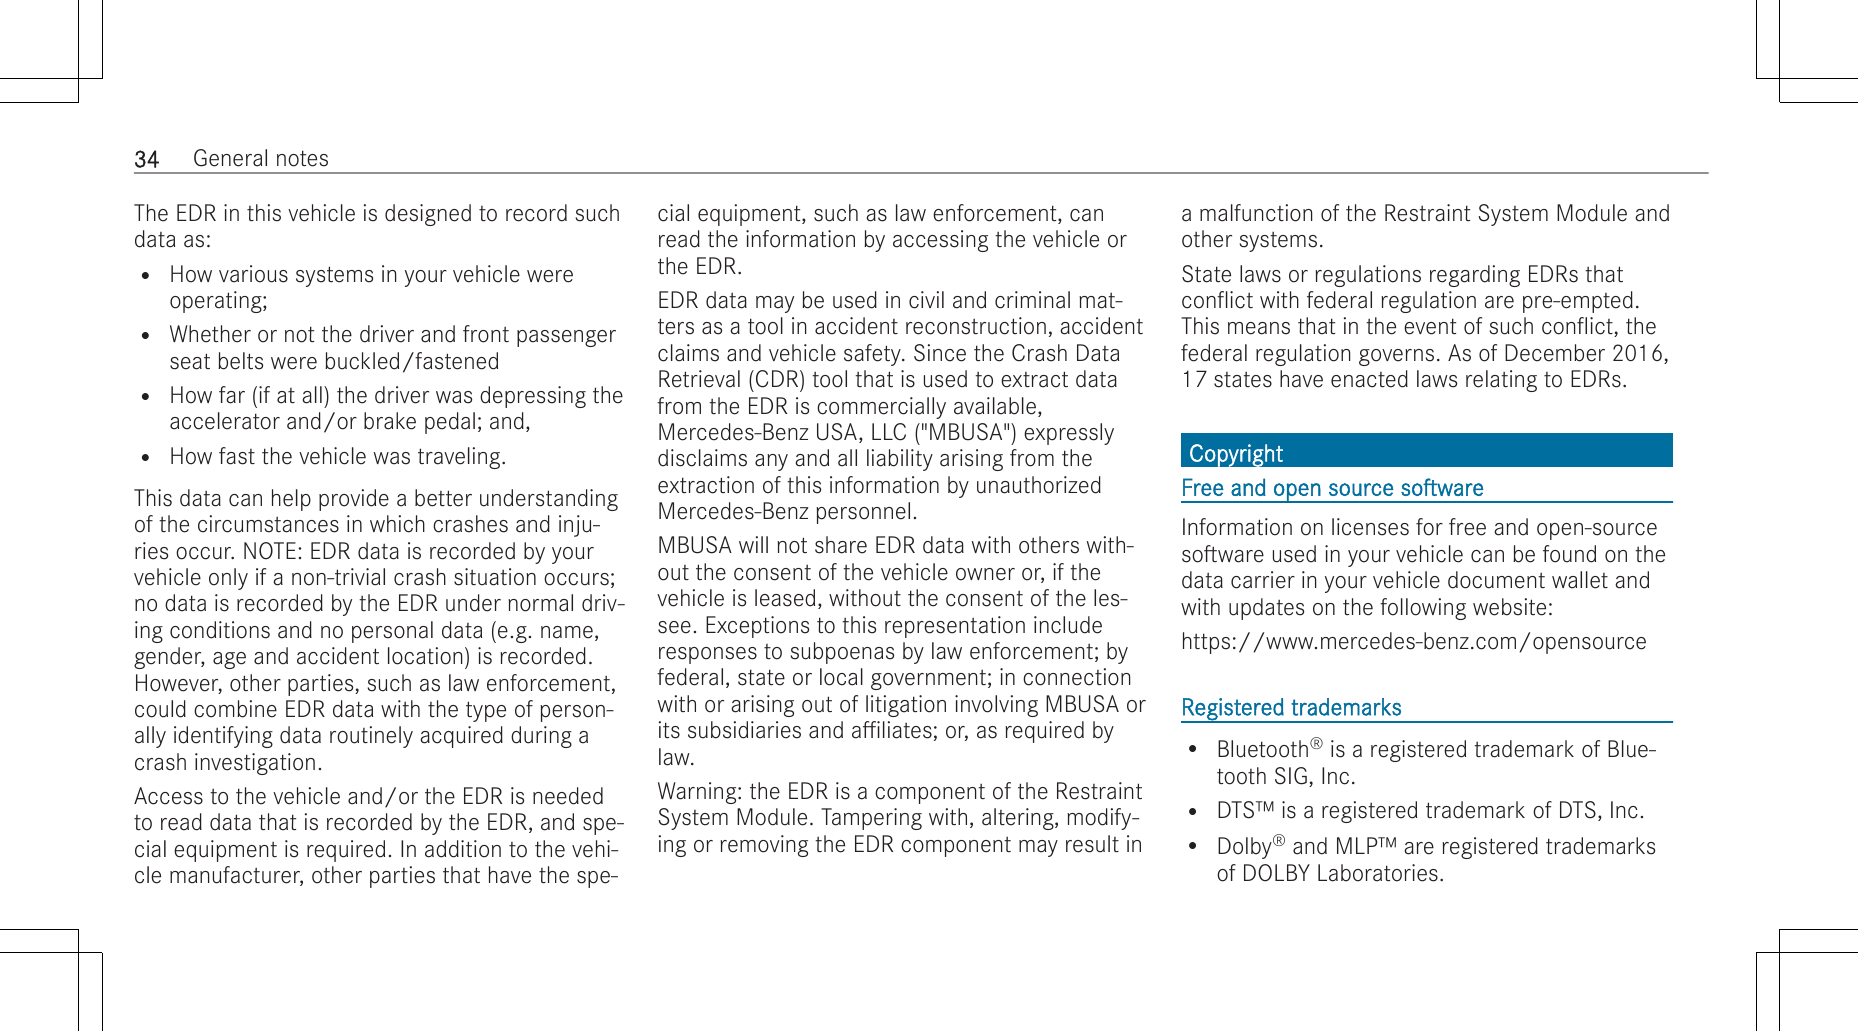 34 General notes
The EDR in this vehicle is designed to record such
data as:
• How various systems in your vehicle were
operating;
• Whether or not the driver and front passenger
seat belts were buckled/fastened
• How far (if at all) the driver was depressing the
accelerator and/or brake pedal; and,
• How fast the vehicle was traveling.
This data can help provide a better understanding
of the circumstances in which crashes and inju-
ries occur. NOTE: EDR data is recorded by your
vehicle only if a non-trivial crash situation occurs;
no data is recorded by the EDR under normal driv-
ing conditions and no personal data (e.g. name,
gender, age and accident location) is recorded.
However, other parties, such as law enforcement,
could combine EDR data with the type of person-
ally identifying data routinely acquired during a
crash investigation.
Access to the vehicle and/or the EDR is needed
to read data that is recorded by the EDR, and spe-
cial equipment is required. In addition to the vehi-
cle manufacturer, other parties that have the spe-
cial equipment, such as law enforcement, can
read the information by accessing the vehicle or
the EDR.
EDR data may be used in civil and criminal mat-
ters as a tool in accident reconstruction, accident
claims and vehicle safety. Since the Crash Data
Retrieval (CDR) tool that is used to extract data
from the EDR is commercially available,
Mercedes-Benz USA, LLC ("MBUSA") expressly
disclaims any and all liability arising from the
extraction of this information by unauthorized
Mercedes-Benz personnel.
MBUSA will not share EDR data with others with-
out the consent of the vehicle owner or, if the
vehicle is leased, without the consent of the les-
see. Exceptions to this representation include
responses to subpoenas by law enforcement; by
federal, state or local government; in connection
with or arising out of litigation involving MBUSA or
its subsidiaries and affiliates; or, as required by
law.
Warning: the EDR is a component of the Restraint
System Module. Tampering with, altering, modify-
ing or removing the EDR component may result in
a malfunction of the Restraint System Module and
other systems.
State laws or regulations regarding EDRs that
conflict with federal regulation are pre-empted.
This means that in the event of such conflict, the
federal regulation governs. As of December 2016,
17 states have enacted laws relating to EDRs.
Copyright
Free and open source software
Information on licenses for free and open-source
software used in your vehicle can be found on the
data carrier in your vehicle document wallet and
with updates on the following website:
https://www.mercedes-benz.com/opensource
Registered trademarks
• Bluetooth® is a registered trademark of Blue-
tooth SIG, Inc.
• DTS™ is a registered trademark of DTS, Inc.
• Dolby® and MLP™ are registered trademarks
of DOLBY Laboratories.